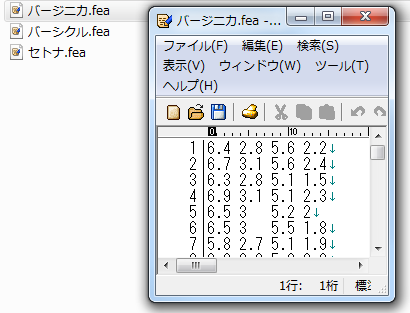 バージニカ.fea
バーシクル.fea
セトナ.fea
バージニカ.fea -...
ファイル(F) 編集(E) 検索(S)
表示(V) ウィンドウ(W) ツール(T)
ヘルプ(H)
0 10
1 6.4 2.8 5.6 2.2↓
2 6.7 3.1 5.6 2.4↓
3 6.3 2.8 5.1 1.5↓
4 6.9 3.1 5.1 2.3↓
5 6.5 3 5.2 2↓
6 6.5 3 5.5 1.8↓
7 5.8 2.7 5.1 1.9↓
1行: 1桁 標準